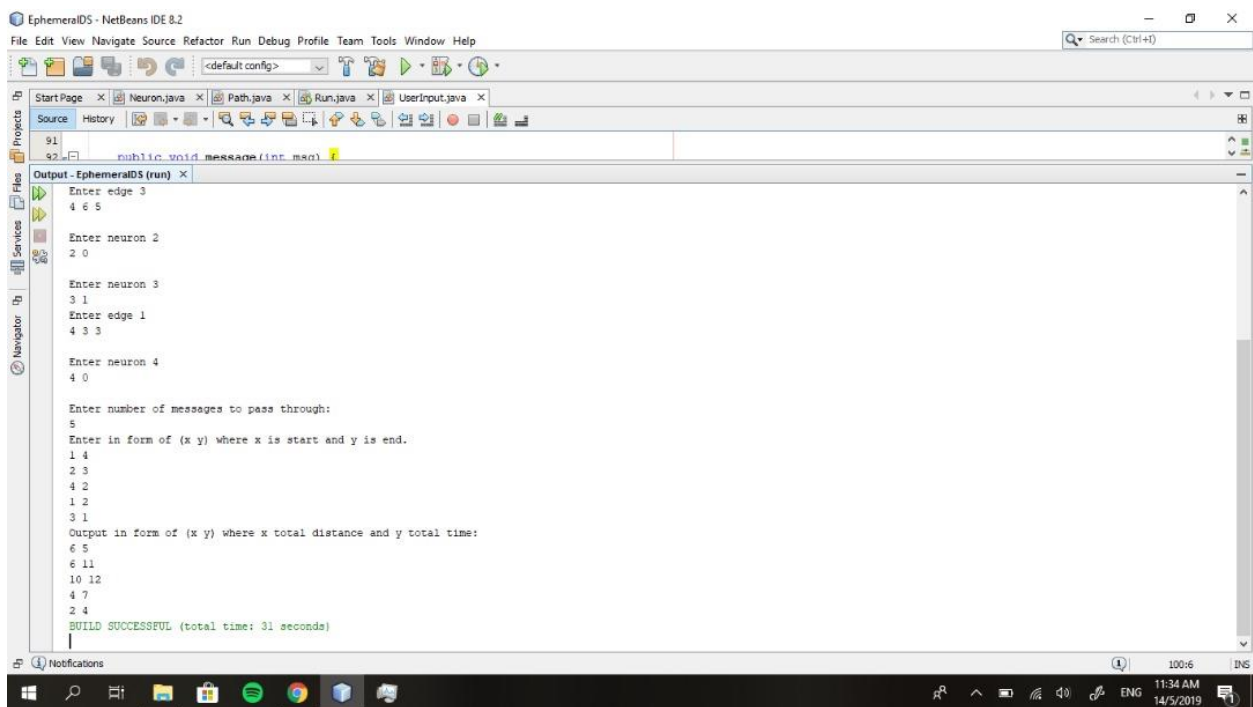 EphemeralDS - NetBeans IDE 8.2
File Edit View Navigate Source Refactor Run Debug Profile Team Tools Window Help
Search (Ctrl+I)
<default config>
Start Page Neuron.java Path.java Run.java UserInput.java
Projects
Files
Services
Navigator
Source History
91
92 public void message(int msg) {
Output - EphemeralDS (run)
Enter edge 3
4 6 5
Enter neuron 2
2 0
Enter neuron 3
3 1
Enter edge 1
4 3 3
Enter neuron 4
4 0
Enter number of messages to pass through:
5
Enter in form of (x y) where x is start and y is end.
1 4
2 3
4 2
1 2
3 1
Output in form of (x y) where x total distance and y total time:
6 5
6 11
10 12
4 7
2 4
BUILD SUCCESSFUL (total time: 31 seconds)
Notifications
1
100:6 INS
ENG
11:34 AM
14/5/2019